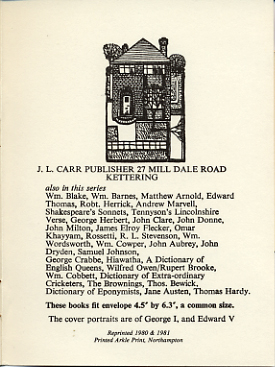 J. L. CARR PUBLISHER 27 MILL DALE ROAD
KETTERING
also in this series
Wm. Blake, Wm. Barnes, Matthew Arnold, Edward
Thomas, Robt. Herrick, Andrew Marvell,
Shakespeare's Sonnets, Tennyson's Lincolnshire
Verse, George Herbert, John Clare, John Donne,
John Milton, James Elroy Flecker, Omar
Khayyam, Rossetti, R. L. Stevenson, Wm.
Wordsworth, Wm. Cowper, John Aubrey, John
Dryden, Samuel Johnson,
George Crabbe, Hiawatha, A Dictionary of
English Queens, Wilfred Owen/Rupert Brooke,
Wm. Cobbett, Dictionary of Extra-ordinary
Cricketers, The Brownings, Thos. Bewick,
Dictionary of Eponymists, Jane Austen, Thomas Hardy.
These books fit envelope 4.5" by 6.3", a common size.
The cover portraits are of George I, and Edward V
Reprinted 1980 & 1981
Printed Arkle Print, Northampton